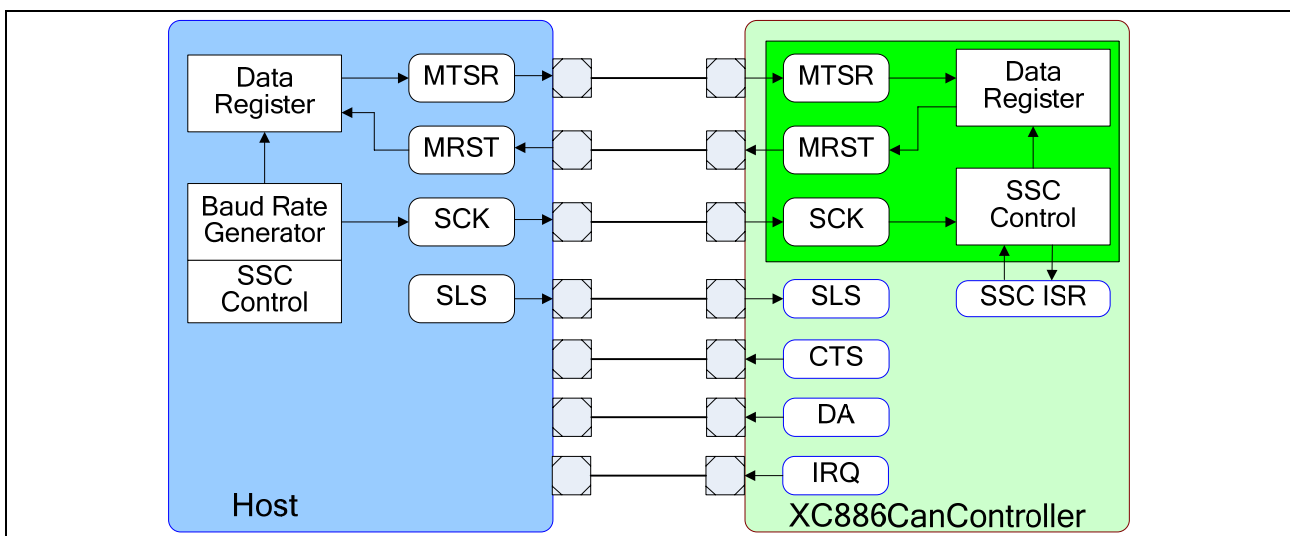 Data
Register
MTSR
MRST
Baud Rate
Generator
SCK
SSC
Control
SLS
Host
MTSR
Data
Register
MRST
SCK
SSC
Control
SLS
SSC ISR
CTS
DA
IRQ
XC886CanController